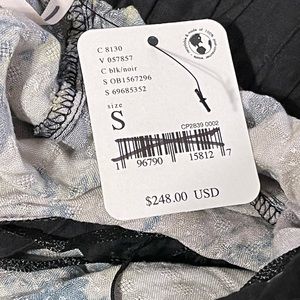 C 8130
V 057857
C blk/noir
S OB1567296
S 69685352
size
S
CP2839 0002
1 96790 15812 7
$248.00 USD